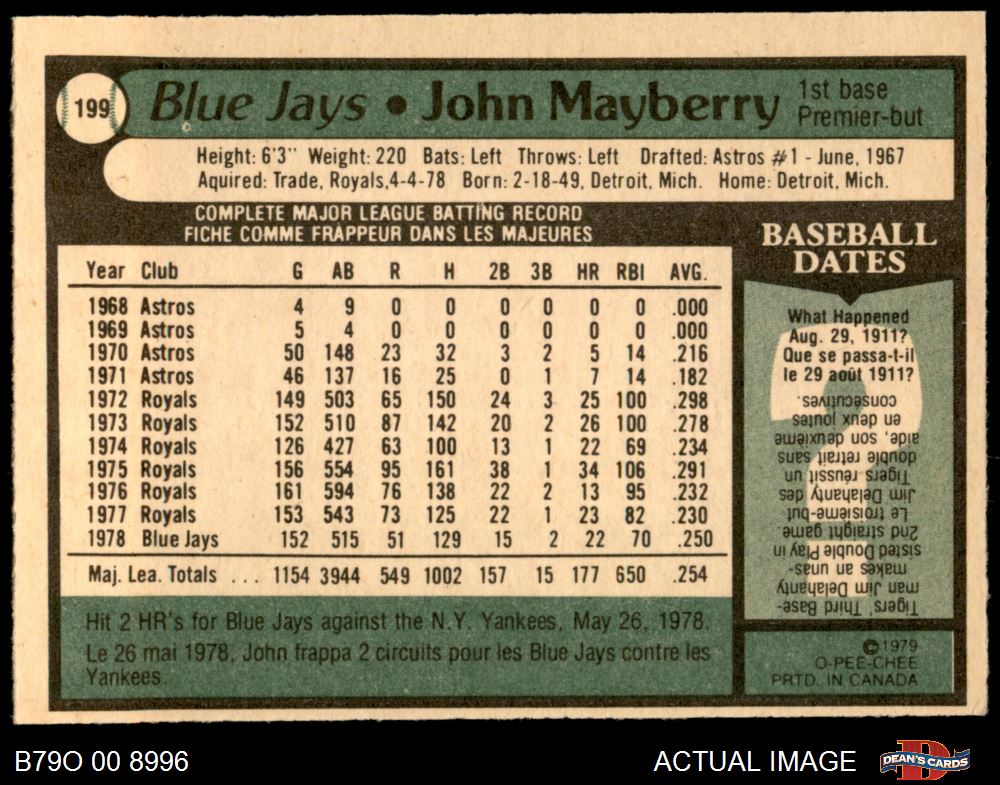 199
Blue Jays • John Mayberry
1st base
Premier-but
Height: 6'3" Weight: 220 Bats: Left Throws: Left Drafted: Astros #1 - June, 1967
Aquired: Trade, Royals,4-4-78 Born: 2-18-49, Detroit, Mich. Home: Detroit, Mich.
COMPLETE MAJOR LEAGUE BATTING RECORD
FICHE COMME FRAPPEUR DANS LES MAJEURES
Year Club G AB R H 2B 3B HR RBI AVG.
1968 Astros 4 9 0 0 0 0 0 0 .000
1969 Astros 5 4 0 0 0 0 0 0 .000
1970 Astros 50 148 23 32 3 2 5 14 .216
1971 Astros 46 137 16 25 0 1 7 14 .182
1972 Royals 149 503 65 150 24 3 25 100 .298
1973 Royals 152 510 87 142 20 2 26 100 .278
1974 Royals 126 427 63 100 13 1 22 69 .234
1975 Royals 156 554 95 161 38 1 34 106 .291
1976 Royals 161 594 76 138 22 2 13 95 .232
1977 Royals 153 543 73 125 22 1 23 82 .230
1978 Blue Jays 152 515 51 129 15 2 22 70 .250
Maj. Lea. Totals ... 1154 3944 549 1002 157 15 177 650 .254
Hit 2 HR's for Blue Jays against the N.Y. Yankees, May 26, 1978.
Le 26 mai 1978, John frappa 2 circuits pour les Blue Jays contre les
Yankees.
BASEBALL
DATES
What Happened
Aug. 29, 1911?
Que se passa-t-il
le 29 août 1911?
Tigers' Third Base-
man Jim Delahanty
makes an unas-
sisted Double Play in
2nd straight game.
Le troisième-but
Jim Delahanty des
Tigers réussit un
double retrait sans
aide, son deuxième
en deux joutes
consécutives.
©1979
O-PEE-CHEE
PRTD. IN CANADA
B79O 00 8996
ACTUAL IMAGE
DEAN'S CARDS